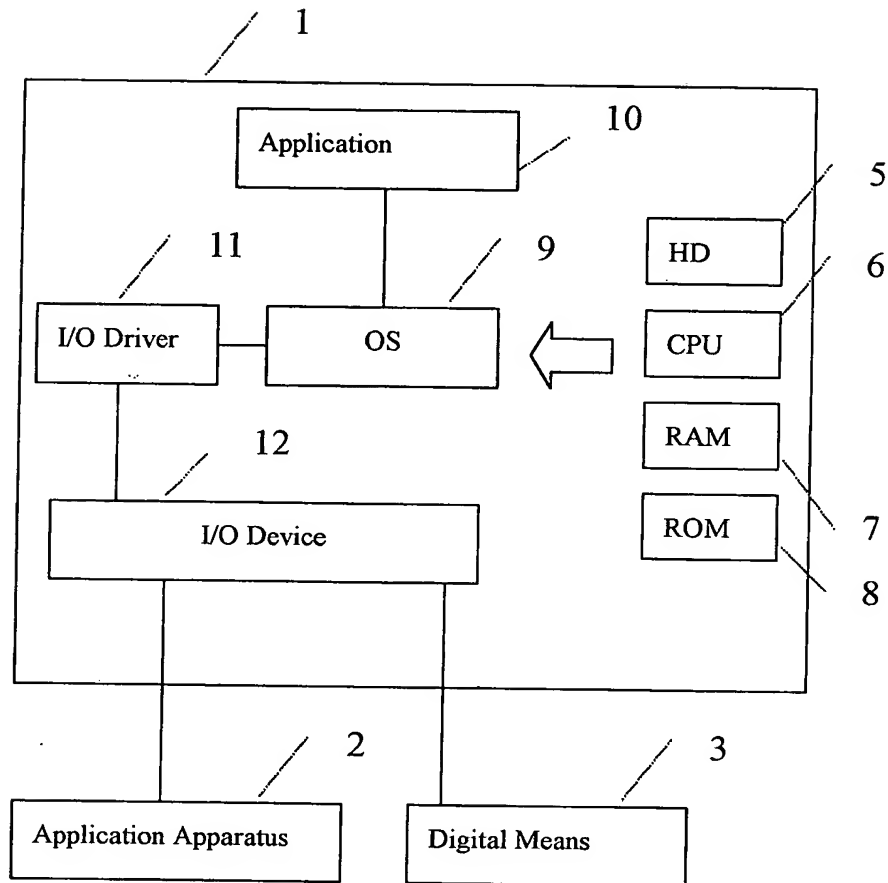 1
Application
10
5
HD
11
9
6
I/O Driver
OS
CPU
RAM
12
7
ROM
I/O Device
8
2
3
Application Apparatus
Digital Means